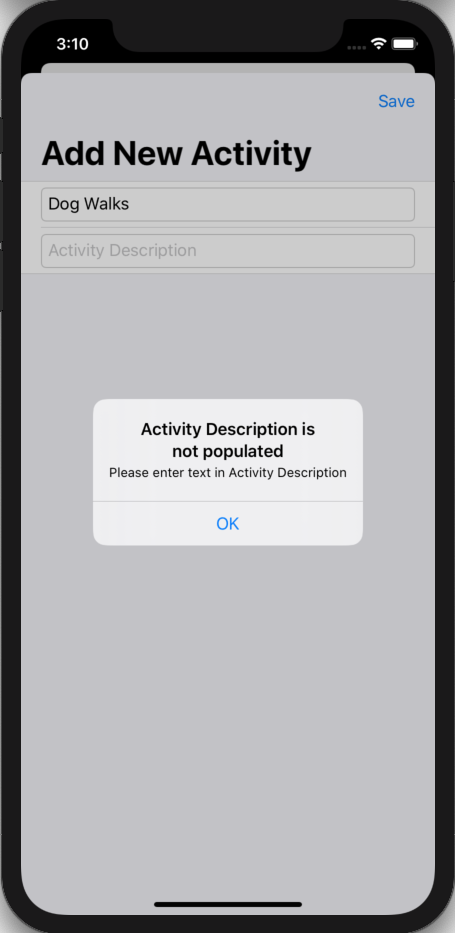 3:10
Save
Add New Activity
Dog Walks
Activity Description
Activity Description is
not populated
Please enter text in Activity Description
OK